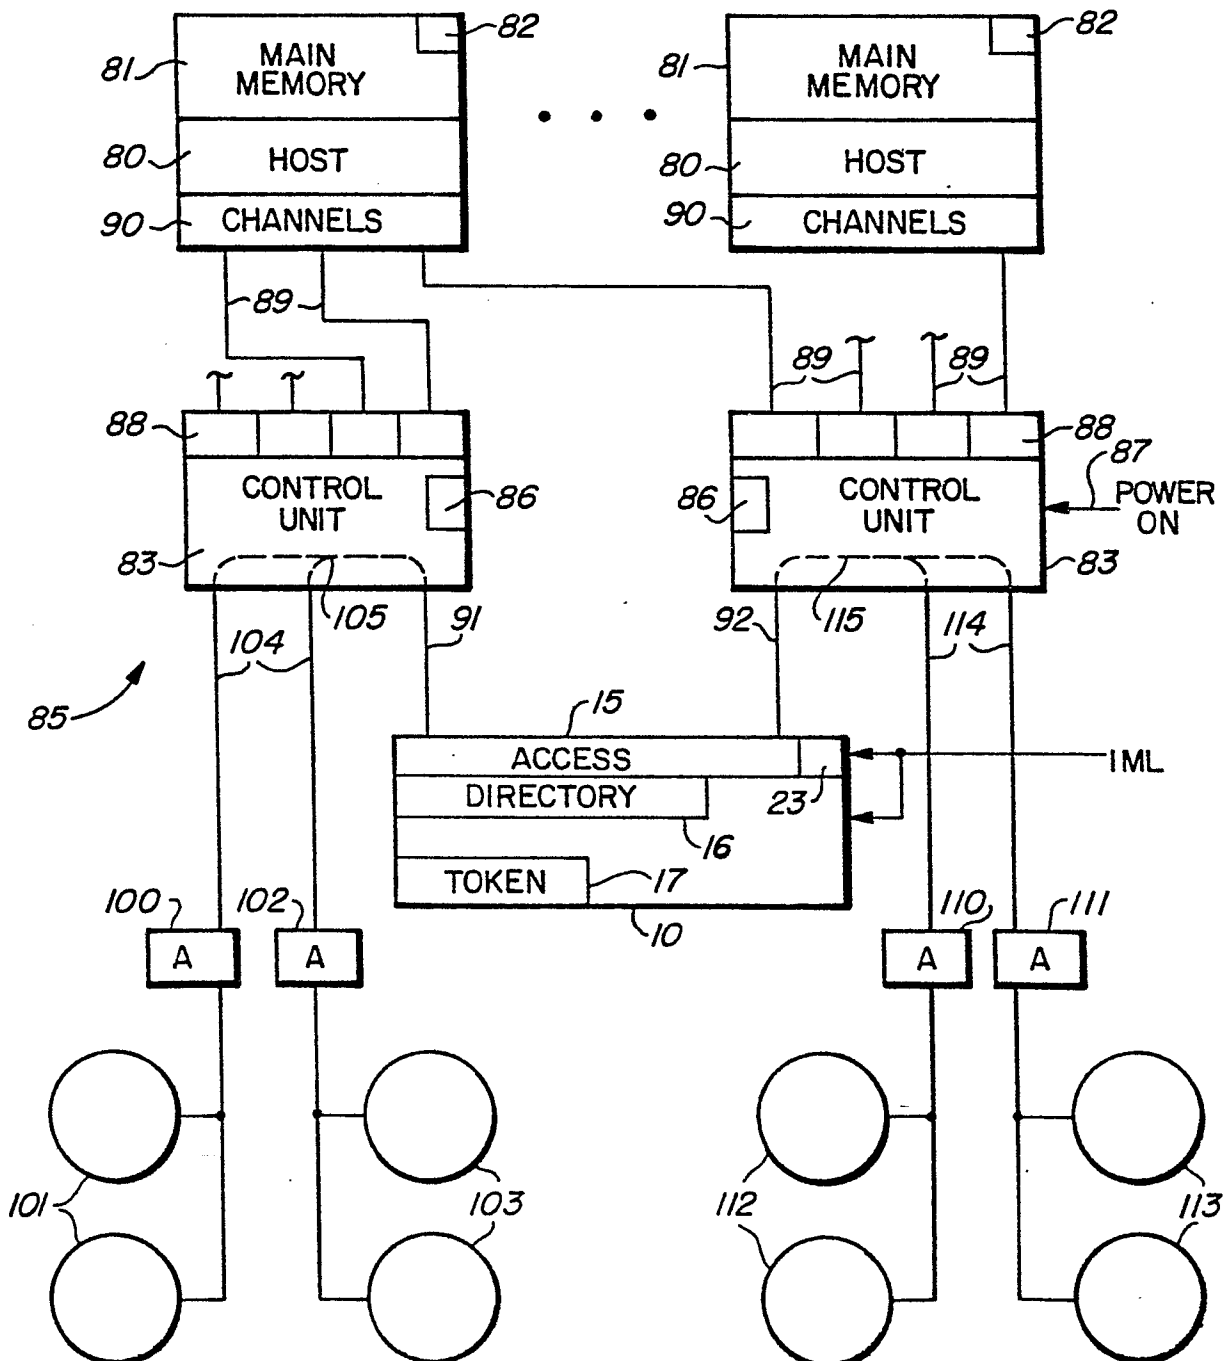 82
82
81
MAIN
MEMORY
81
MAIN
MEMORY
80
HOST
80
HOST
90
CHANNELS
90
CHANNELS
89
89
89
88
88
87
CONTROL
UNIT
86
86
CONTROL
UNIT
POWER
ON
83
83
105
91
92
115
114
104
85
15
ACCESS
IML
DIRECTORY
23
16
TOKEN
17
10
100
102
110
111
A
A
A
A
101
103
112
113